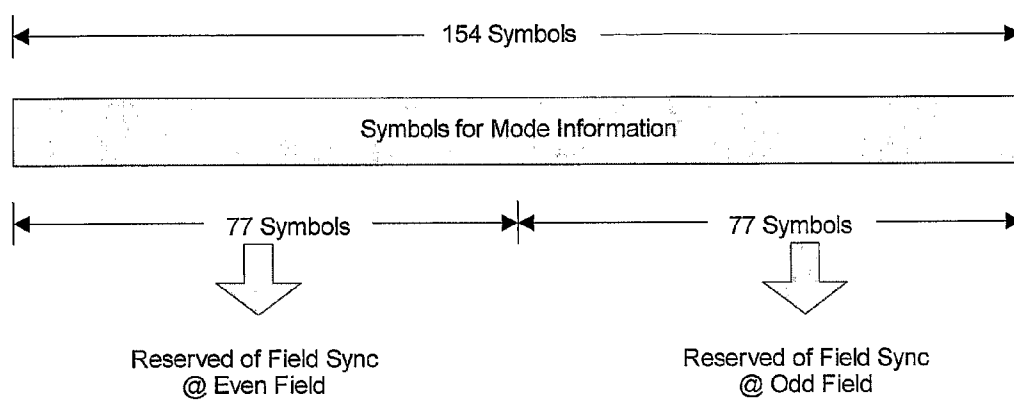 154 Symbols
Symbols for Mode Information
77 Symbols
77 Symbols
Reserved of Field Sync
@ Even Field
Reserved of Field Sync
@ Odd Field